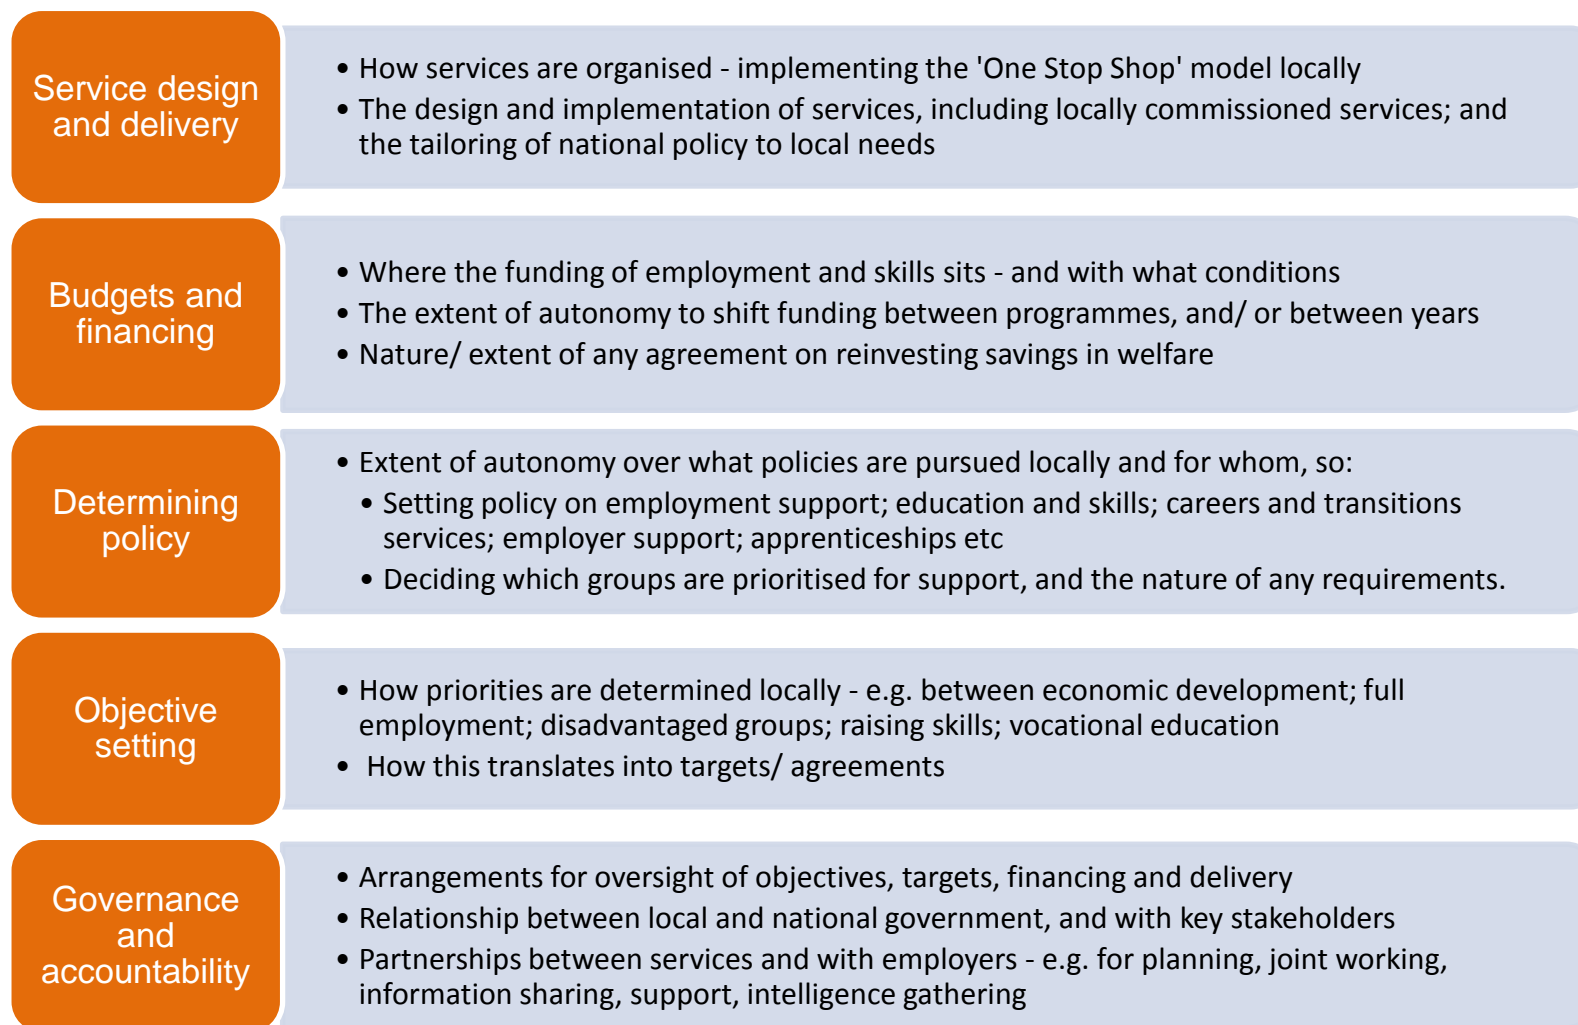 Service design
and delivery
• How services are organised - implementing the 'One Stop Shop' model locally
• The design and implementation of services, including locally commissioned services; and
the tailoring of national policy to local needs
Budgets and
financing
• Where the funding of employment and skills sits - and with what conditions
• The extent of autonomy to shift funding between programmes, and/ or between years
• Nature/ extent of any agreement on reinvesting savings in welfare
Determining
policy
• Extent of autonomy over what policies are pursued locally and for whom, so:
• Setting policy on employment support; education and skills; careers and transitions
services; employer support; apprenticeships etc
• Deciding which groups are prioritised for support, and the nature of any requirements.
Objective
setting
• How priorities are determined locally - e.g. between economic development; full
employment; disadvantaged groups; raising skills; vocational education
• How this translates into targets/ agreements
Governance
and
accountability
• Arrangements for oversight of objectives, targets, financing and delivery
• Relationship between local and national government, and with key stakeholders
• Partnerships between services and with employers - e.g. for planning, joint working,
information sharing, support, intelligence gathering